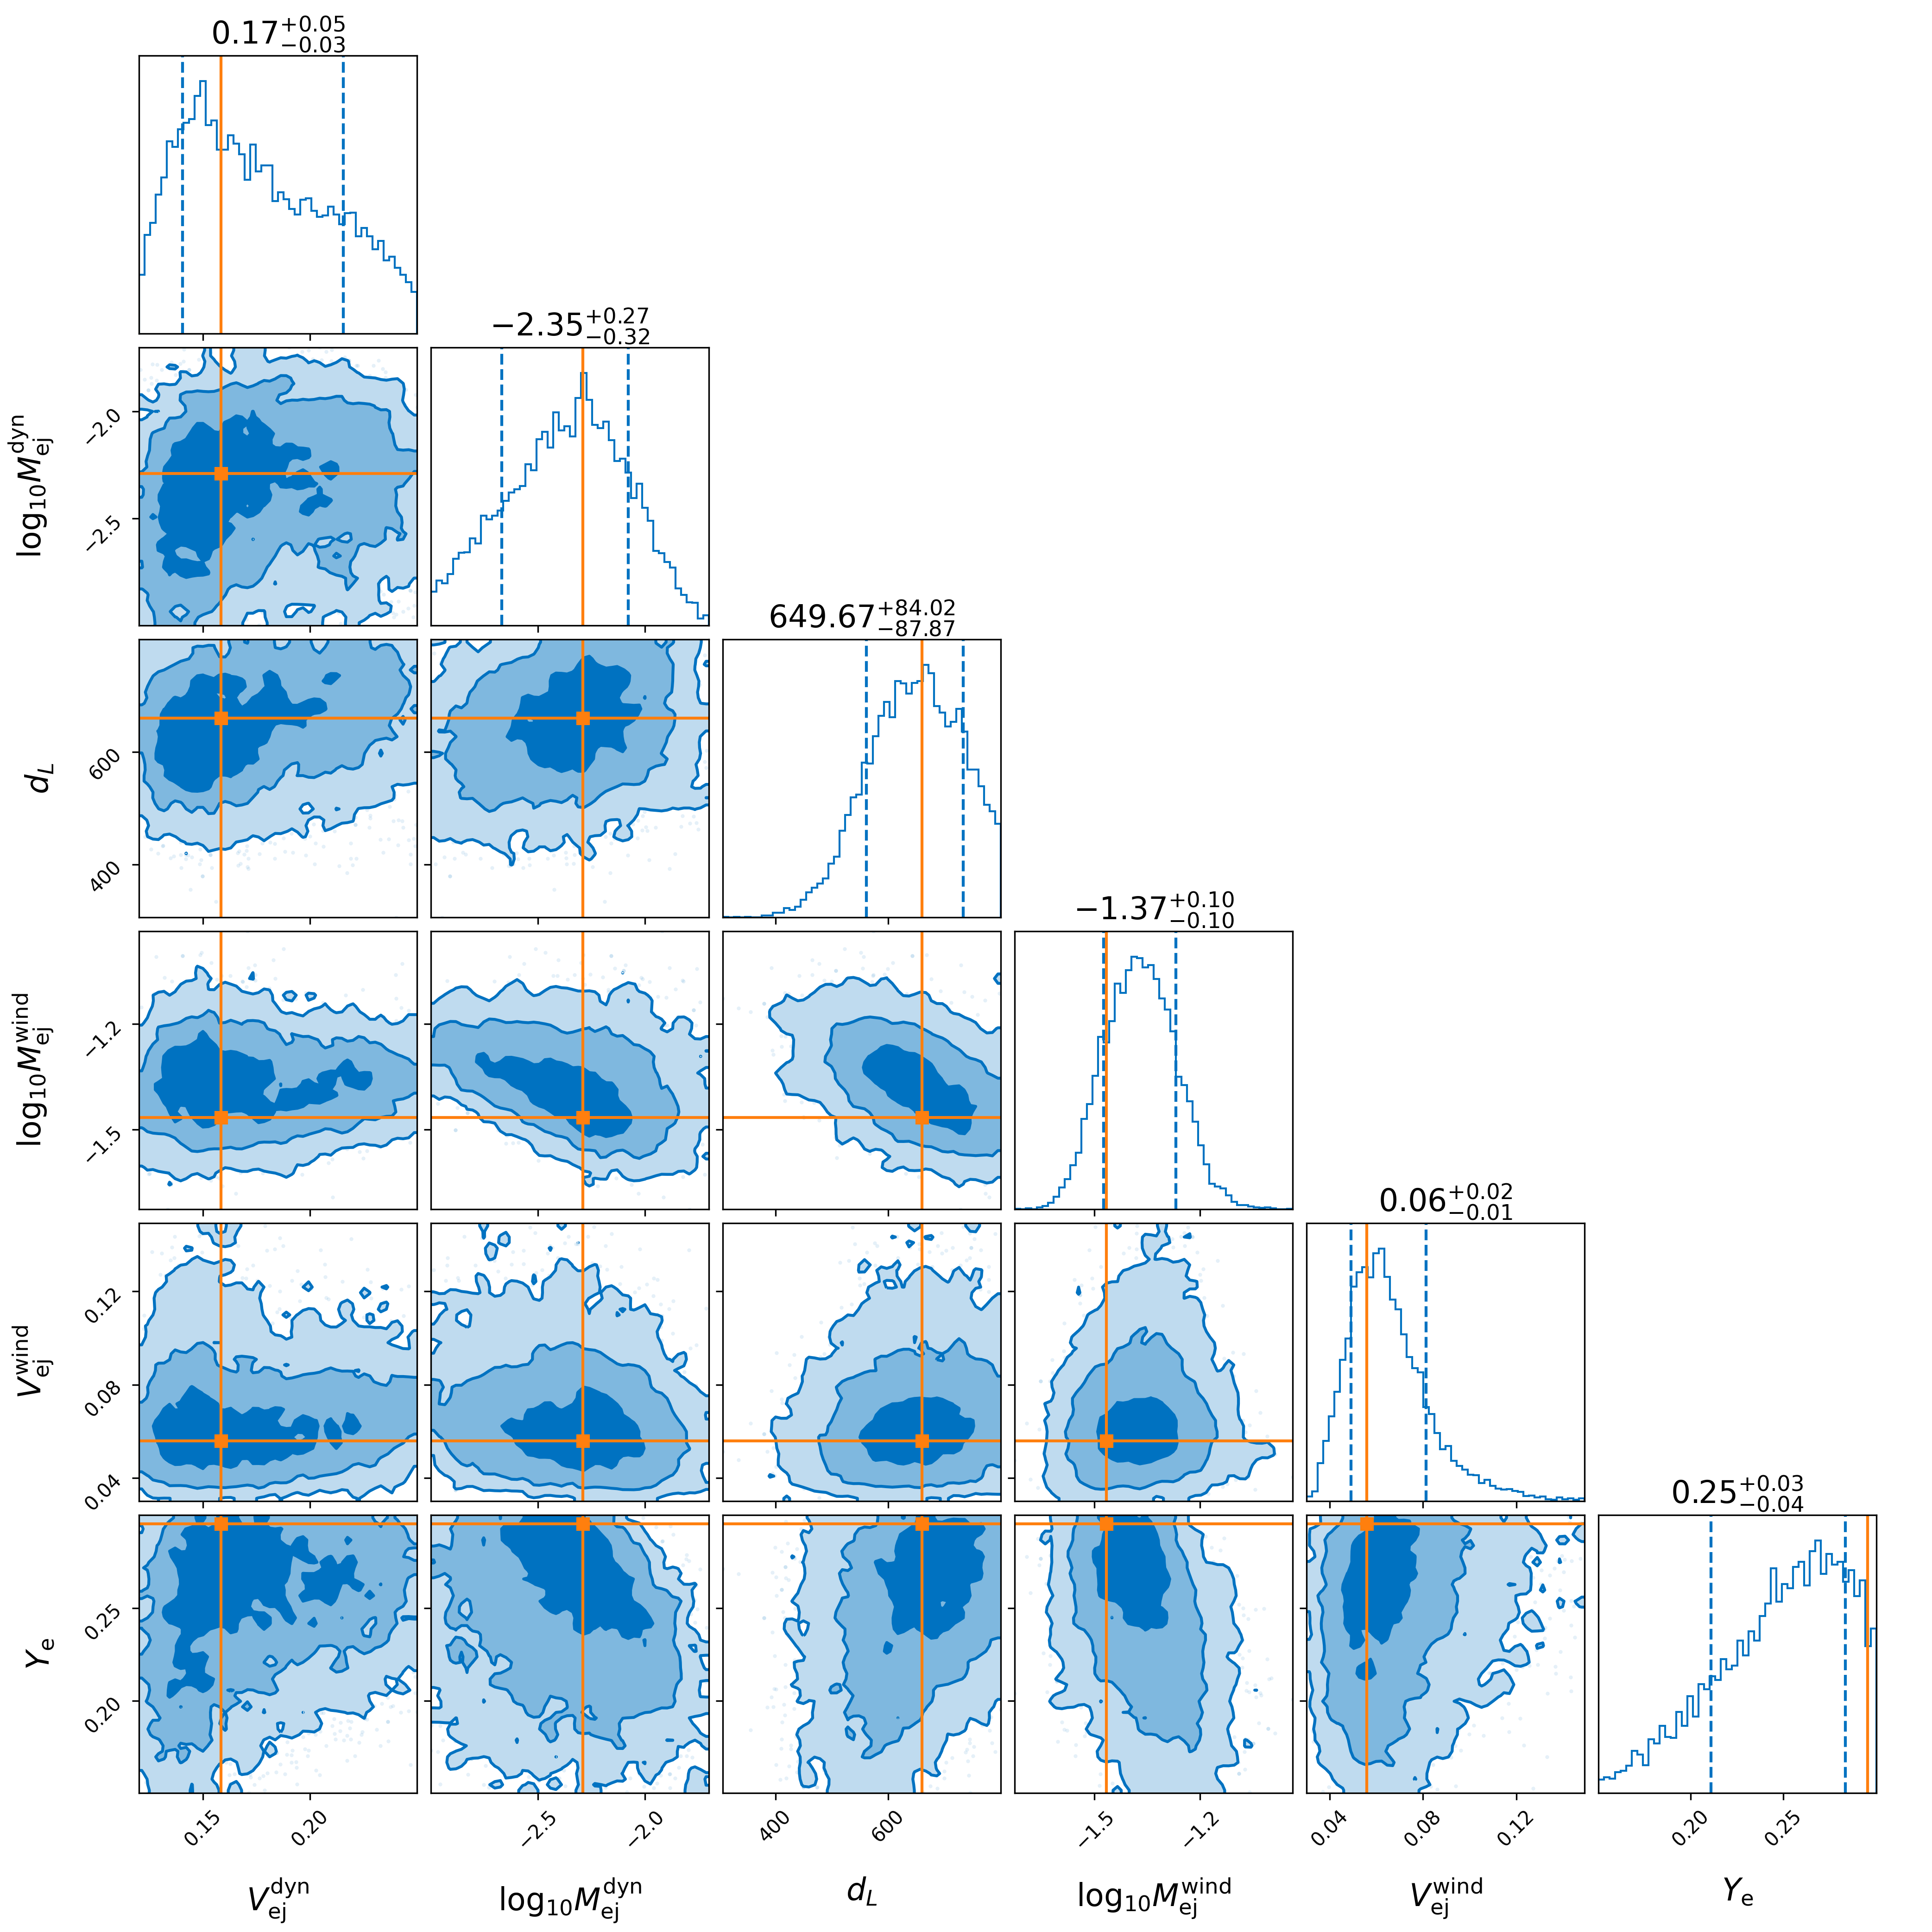 0.17+0.05−0.03
−2.35+0.27−0.32
−2.0
−2.5
log10Mejdyn
649.67+84.02−87.87
600
400
dL
−1.37+0.10−0.10
−1.2
−1.5
log10Mejwind
0.06+0.02−0.01
0.12
0.08
0.04
Vejwind
0.25+0.03−0.04
0.25
0.20
Ye
0.15 0.20 −2.5 −2.0 400 600 −1.5 −1.2 0.04 0.08 0.12 0.20 0.25
Vejdyn log10Mejdyn dL log10Mejwind Vejwind Ye